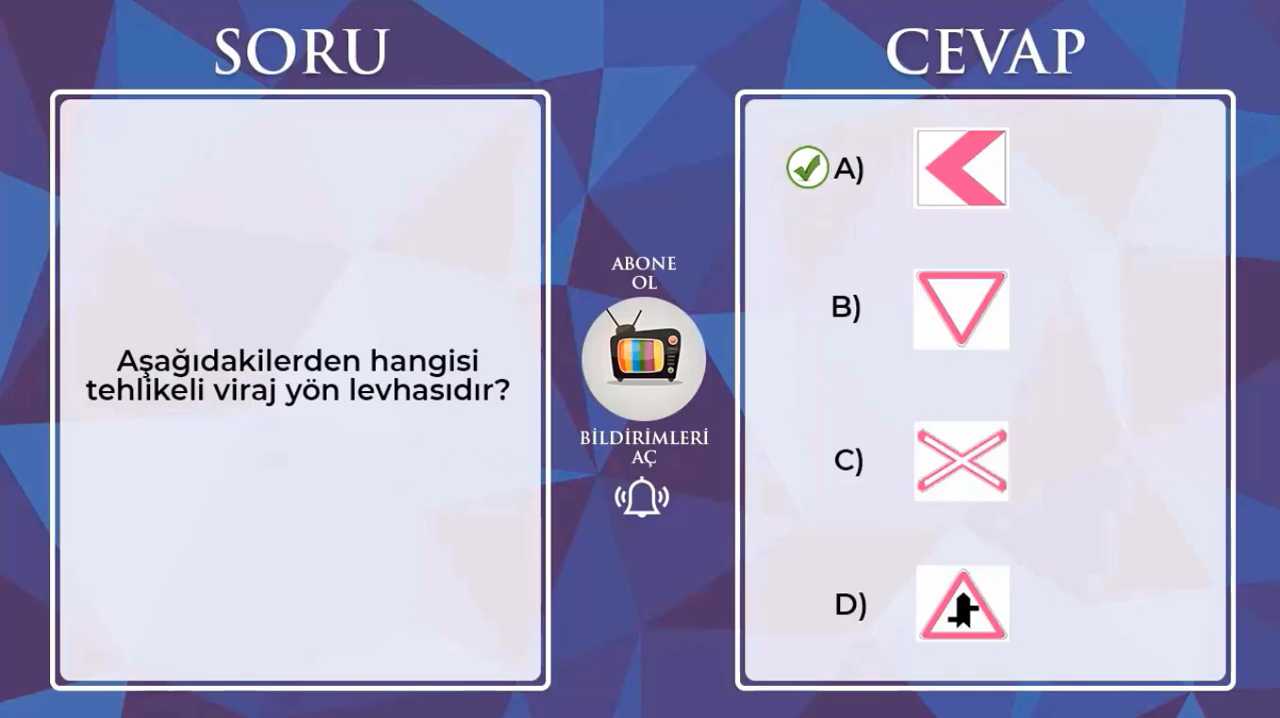 SORU
Aşağıdakilerden hangisi
tehlikeli viraj yön levhasıdır?
ABONE
OL
BİLDİRİMLERİ
AÇ
CEVAP
A)
B)
C)
D)